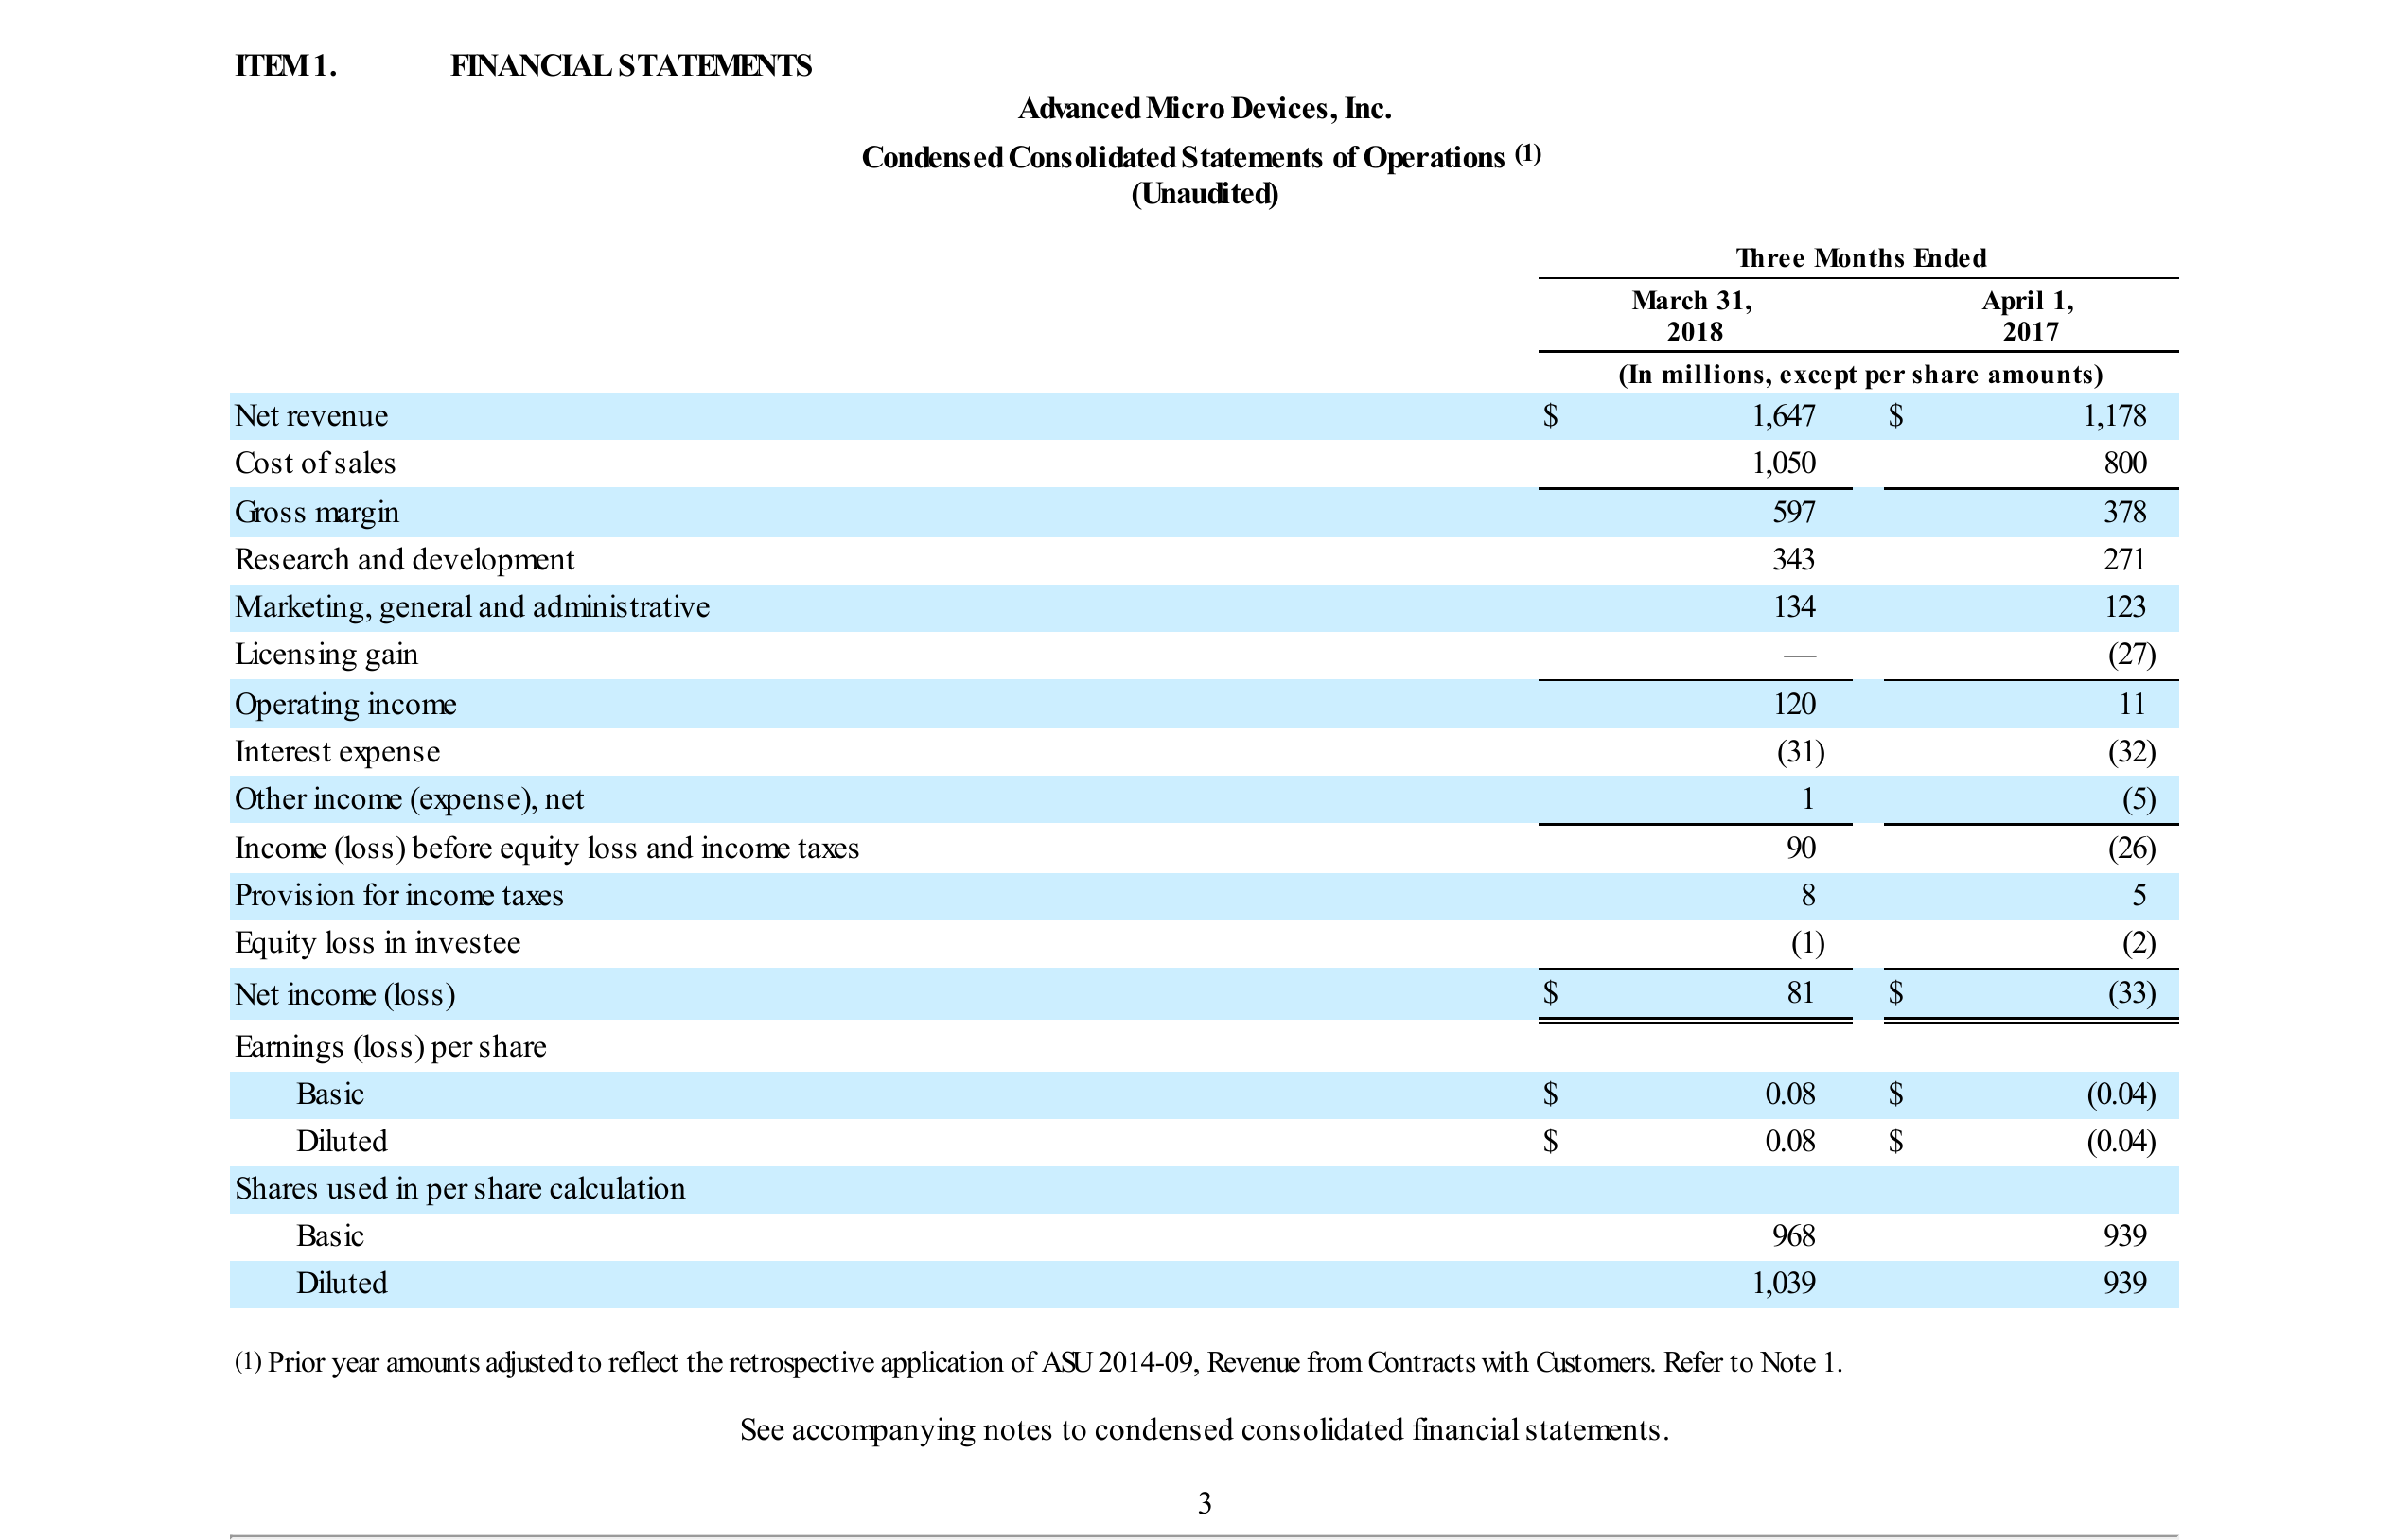 ITEM 1. FINANCIAL STATEMENTS
Advanced Micro Devices, Inc.
Condensed Consolidated Statements of Operations (1)
(Unaudited)
Three Months Ended
March 31, 2018 April 1, 2017
(In millions, except per share amounts)
Net revenue $ 1,647 $ 1,178
Cost of sales 1,050 800
Gross margin 597 378
Research and development 343 271
Marketing, general and administrative 134 123
Licensing gain — (27)
Operating income 120 11
Interest expense (31) (32)
Other income (expense), net 1 (5)
Income (loss) before equity loss and income taxes 90 (26)
Provision for income taxes 8 5
Equity loss in investee (1) (2)
Net income (loss) $ 81 $ (33)
Earnings (loss) per share
Basic $ 0.08 $ (0.04)
Diluted $ 0.08 $ (0.04)
Shares used in per share calculation
Basic 968 939
Diluted 1,039 939
(1) Prior year amounts adjusted to reflect the retrospective application of ASU 2014-09, Revenue from Contracts with Customers. Refer to Note 1.
See accompanying notes to condensed consolidated financial statements.
3